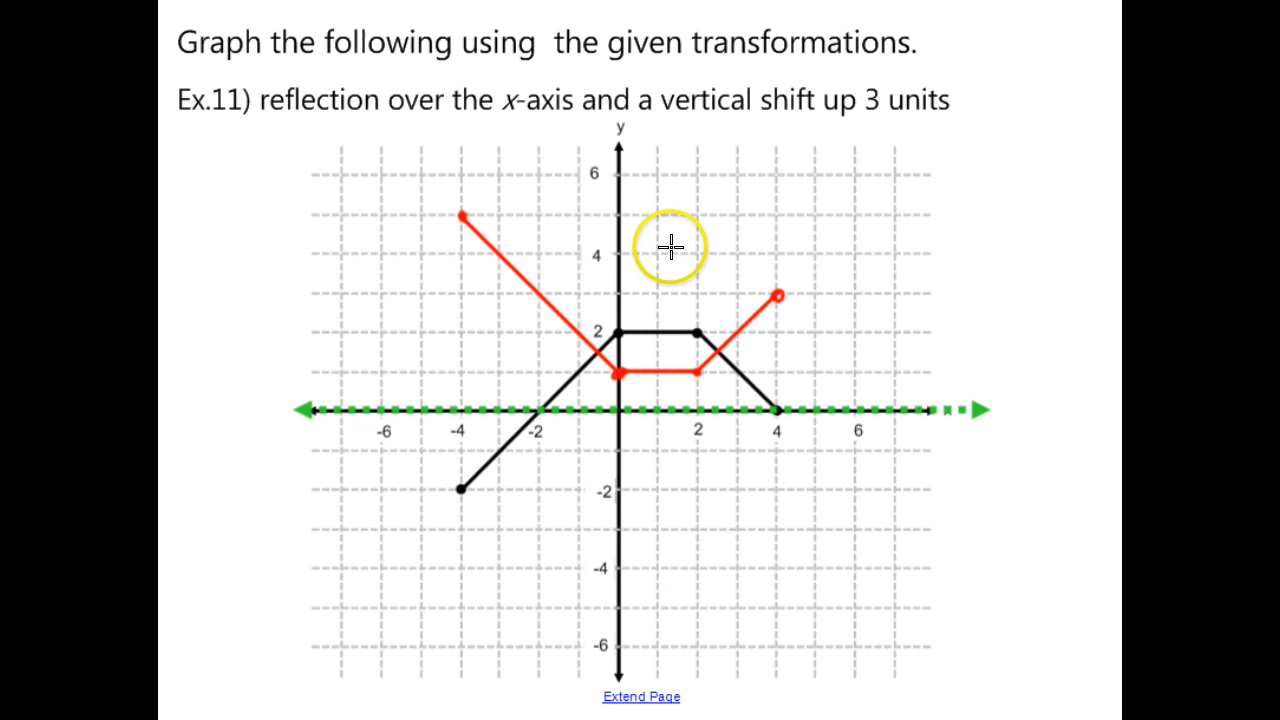 Graph the following using the given transformations.
Ex.11) reflection over the x-axis and a vertical shift up 3 units
y
6
4
2
-6 -4 -2 2 4 6
-2
-4
-6
Extend Page